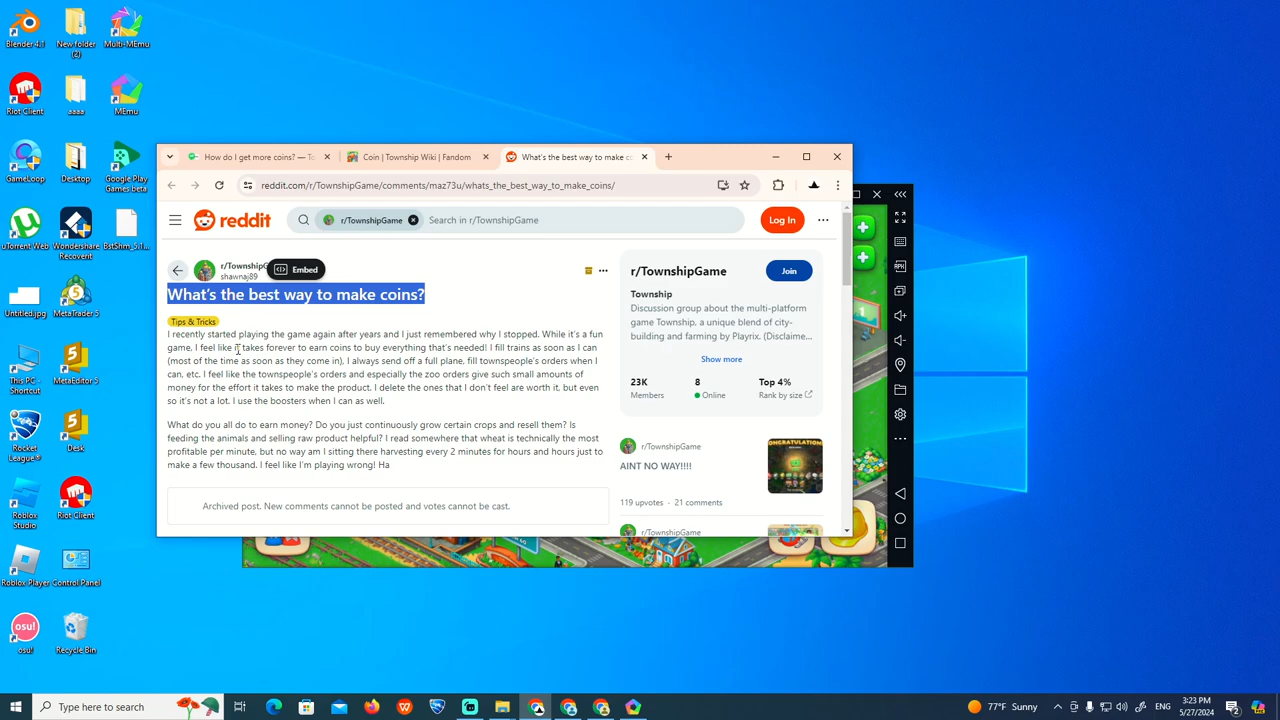 Blender 4.1
New folder (2)
Multi-MEmu
Riot Client
aaaa
MEmu
GameLoop
Desktop
Google Play Games beta
uTorrent Web
Wondershare Recoverit
BstShm_5.1...
Untitled.jpg
MetaTrader 5
This PC - Shortcut
MetaEditor 5
Rocket League®
Desk
Roblox Studio
Riot Client
Roblox Player
Control Panel
osu!
osu!
Recycle Bin
How do I get more coins? — To
Coin | Township Wiki | Fandom
What's the best way to make co
reddit.com/r/TownshipGame/comments/maz73u/whats_the_best_way_to_make_coins/
reddit
r/TownshipGame
Search in r/TownshipGame
Log In
r/TownshipG
shawnaj89
Embed
What's the best way to make coins?
Tips & Tricks
I recently started playing the game again after years and I just remembered why I stopped. While it's a fun
game, I feel like it takes forever to earn coins to buy everything that's needed! I fill trains as soon as I can
(most of the time as soon as they come in), I always send off a full plane, fill townspeople's orders when I
can, etc. I feel like the townspeople's orders and especially the zoo orders give such small amounts of
money for the effort it takes to make the product. I delete the ones that I don't feel are worth it, but even
so it's not a lot. I use the boosters when I can as well.
What do you all do to earn money? Do you just continuously grow certain crops and resell them? Is
feeding the animals and selling raw product helpful? I read somewhere that wheat is technically the most
profitable per minute, but no way am I sitting there harvesting every 2 minutes for hours and hours just to
make a few thousand. I feel like I'm playing wrong! Ha
Archived post. New comments cannot be posted and votes cannot be cast.
r/TownshipGame
Join
Township
Discussion group about the multi-platform
game Township, a unique blend of city-
building and farming by Playrix. (Disclaime...
Show more
23K
8
Top 4%
Members
Online
Rank by size
r/TownshipGame
AINT NO WAY!!!!
119 upvotes · 21 comments
r/TownshipGame
Type here to search
77°F Sunny
3:23 PM
5/27/2024